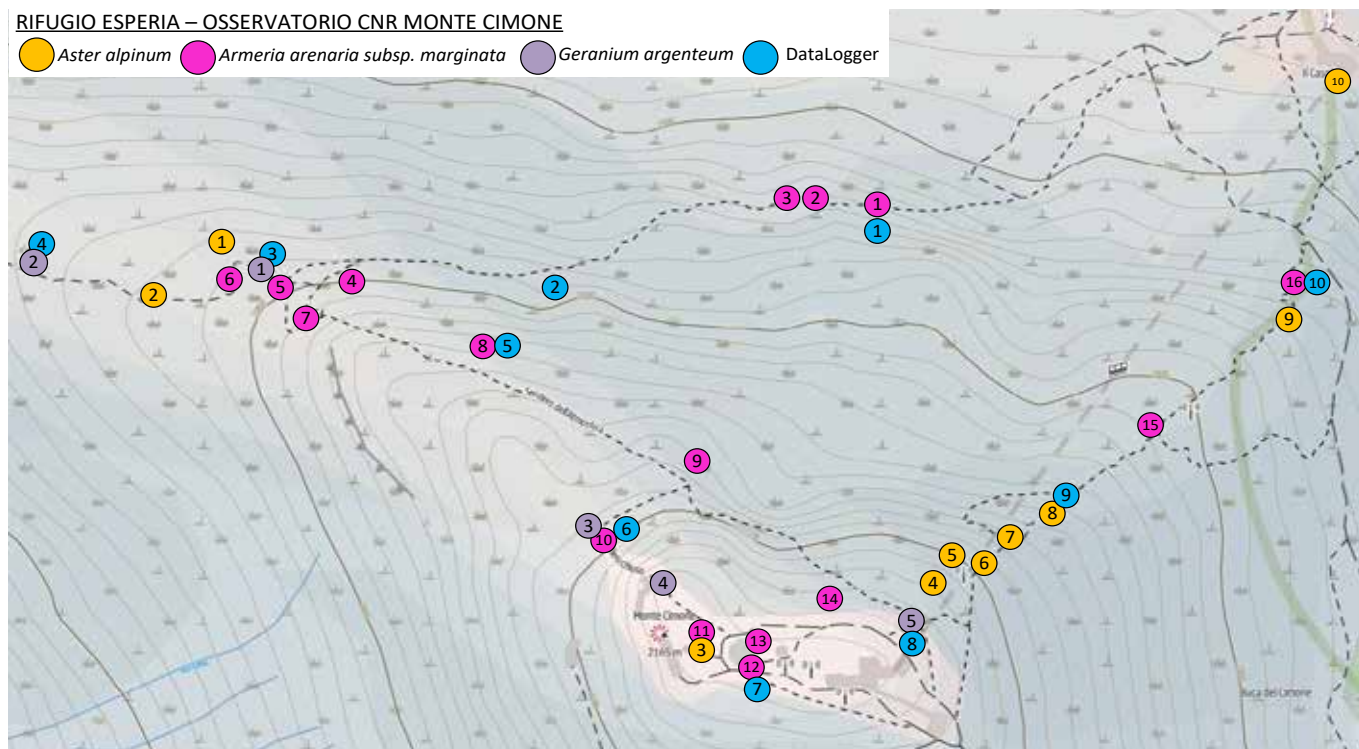 RIFUGIO ESPERIA – OSSERVATORIO CNR MONTE CIMONE
Aster alpinum Armeria arenaria subsp. marginata Geranium argenteum DataLogger
10
3 2 1
1
4 1 3
2 1
6 5 4 2 16 10
2
7 9
8 5
15
9
9
8
3 6
10 7
5 6
4 4
14
Monte Cimone 5
11 13 8
2165 m 3
12
7
Buca del Cimone